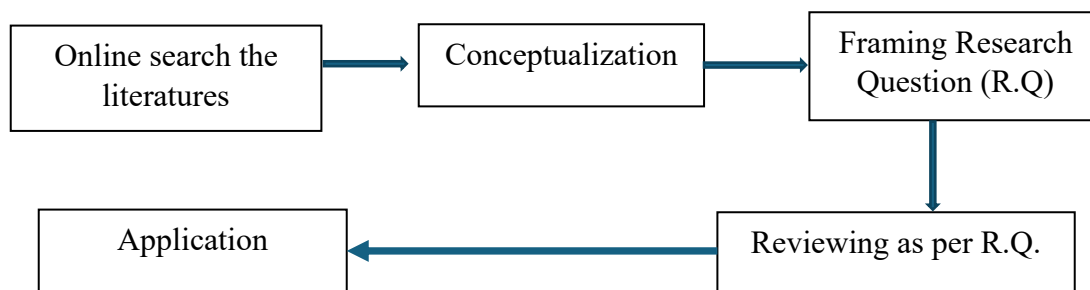 Online search the
literatures
Conceptualization
Framing Research
Question (R.Q)
Reviewing as per R.Q.
Application